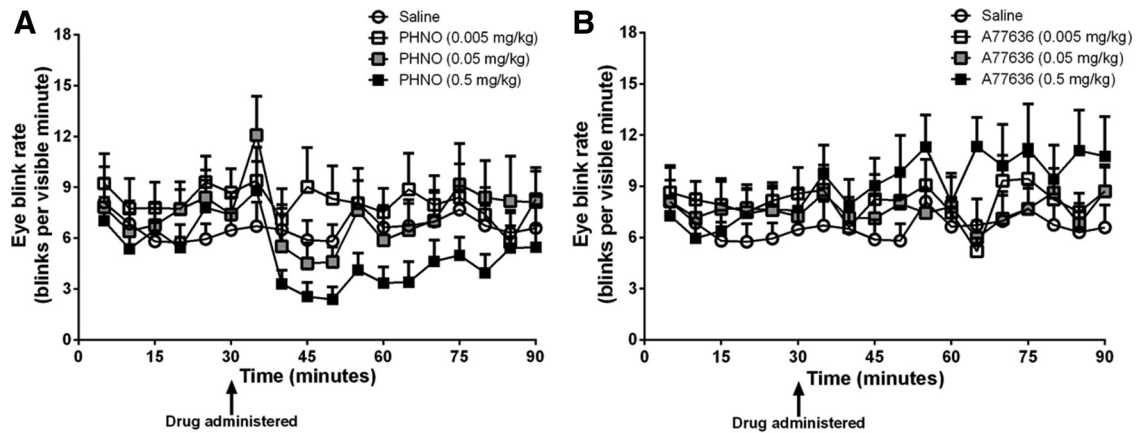 A
Saline
PHNO (0.005 mg/kg)
PHNO (0.05 mg/kg)
PHNO (0.5 mg/kg)
Eye blink rate
(blinks per visible minute)
18
15
12
9
6
3
0
0 15 30 45 60 75 90
Time (minutes)
Drug administered
B
Saline
A77636 (0.005 mg/kg)
A77636 (0.05 mg/kg)
A77636 (0.5 mg/kg)
Eye blink rate
(blinks per visible minute)
18
15
12
9
6
3
0
0 15 30 45 60 75 90
Time (minutes)
Drug administered